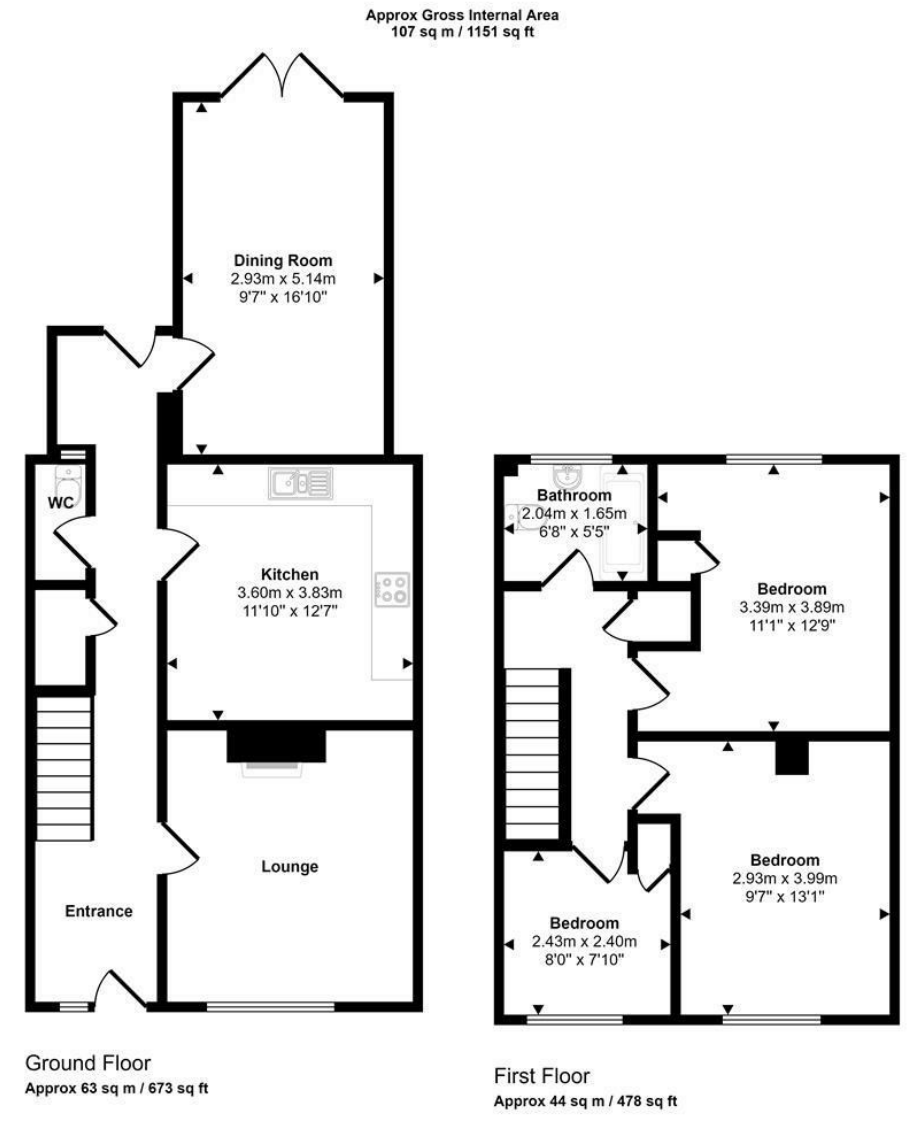 Approx Gross Internal Area
107 sq m / 1151 sq ft
Dining Room
2.93m x 5.14m
9'7" x 16'10"
WC
Kitchen
3.60m x 3.83m
11'10" x 12'7"
Lounge
Entrance
Ground Floor
Approx 63 sq m / 673 sq ft
Bathroom
2.04m x 1.65m
6'8" x 5'5"
Bedroom
3.39m x 3.89m
11'1" x 12'9"
Bedroom
2.93m x 3.99m
9'7" x 13'1"
Bedroom
2.43m x 2.40m
8'0" x 7'10"
First Floor
Approx 44 sq m / 478 sq ft